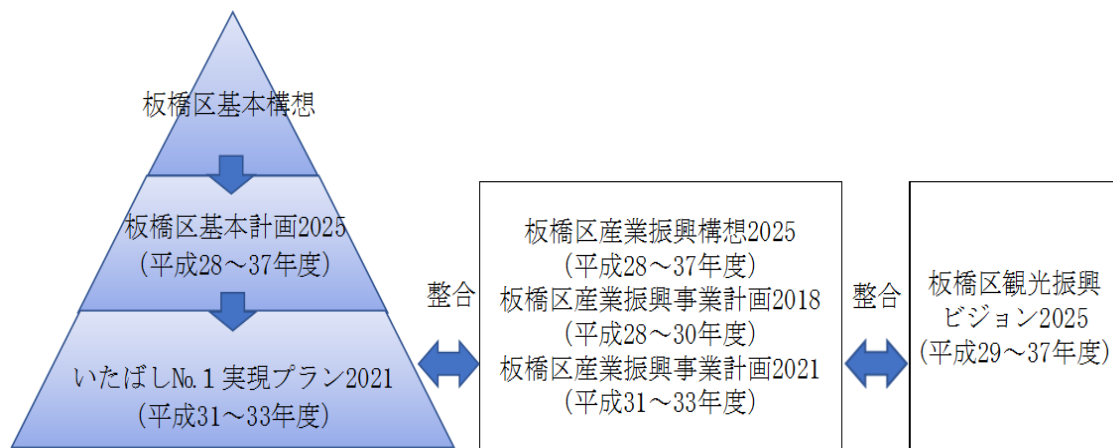 板橋区基本構想
板橋区基本計画2025
(平成28～37年度)
いたばし№１実現プラン2021
(平成31～33年度)
整合
板橋区産業振興構想2025
(平成28～37年度)
板橋区産業振興事業計画2018
(平成28～30年度)
板橋区産業振興事業計画2021
(平成31～33年度)
整合
板橋区観光振興
ビジョン2025
(平成29～37年度)